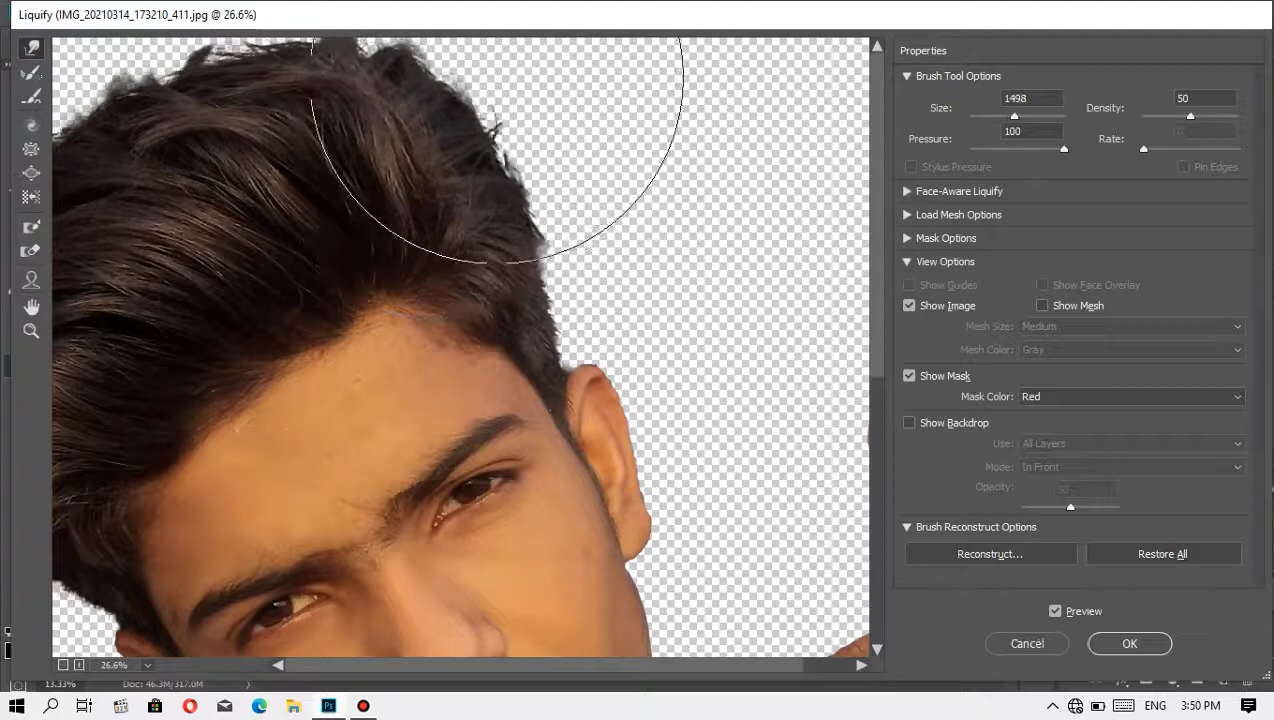 Liquify (IMG_20210314_173210_411.jpg @ 26.6%)
Properties
Brush Tool Options
Size:
1498
Density:
50
Pressure:
100
Rate:
Stylus Pressure
Pin Edges
Face-Aware Liquify
Load Mesh Options
Mask Options
View Options
Show Guides
Show Face Overlay
Show Image
Show Mesh
Mesh Size:
Medium
Mesh Color:
Gray
Show Mask
Mask Color:
Red
Show Backdrop
Use:
All Layers
Mode:
In Front
Opacity:
50
Brush Reconstruct Options
Reconstruct...
Restore All
Preview
Cancel
OK
26.6%
13.33%
Doc: 46.3M/317.0M
Ps
ENG
3:50 PM